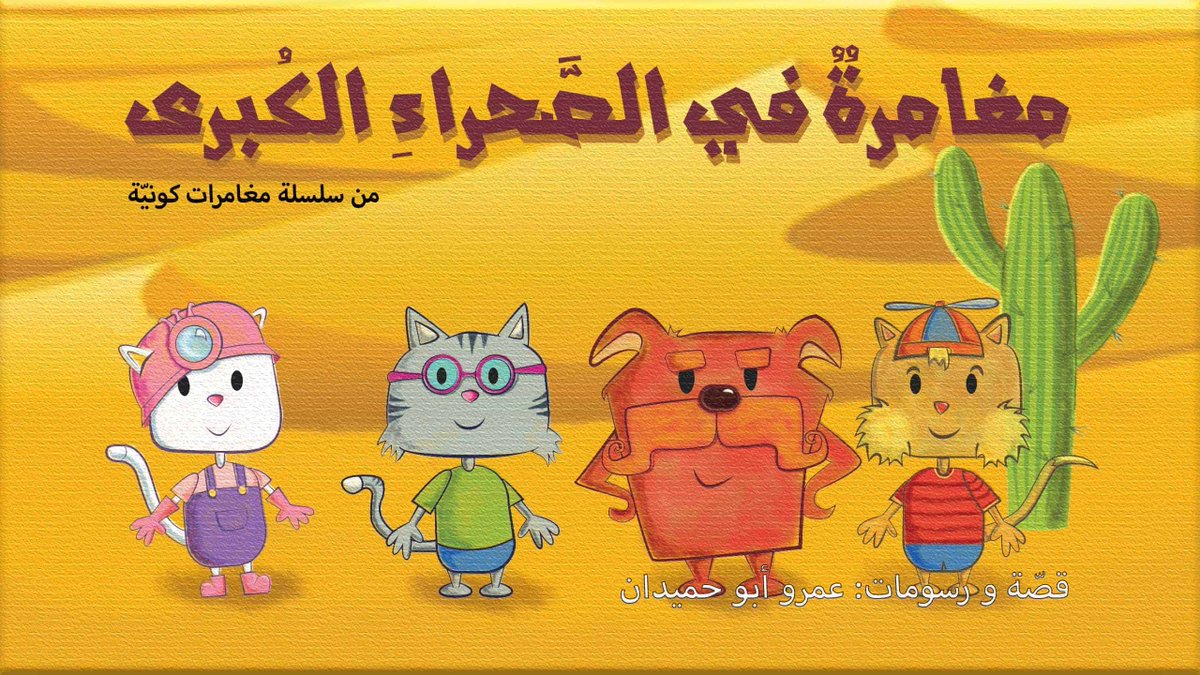 مغامرةٌ في الصَّحراءِ الكُبرى
من سلسلة مغامرات كونيّة
قصّة و رسومات: عمرو أبو حميدان